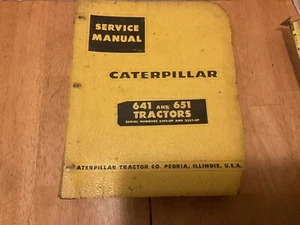 SERVICE
MANUAL
CATERPILLAR
641 AND 651
TRACTORS
CATERPILLAR TRACTOR CO. PEORIA, ILLINOIS, U.S.A.